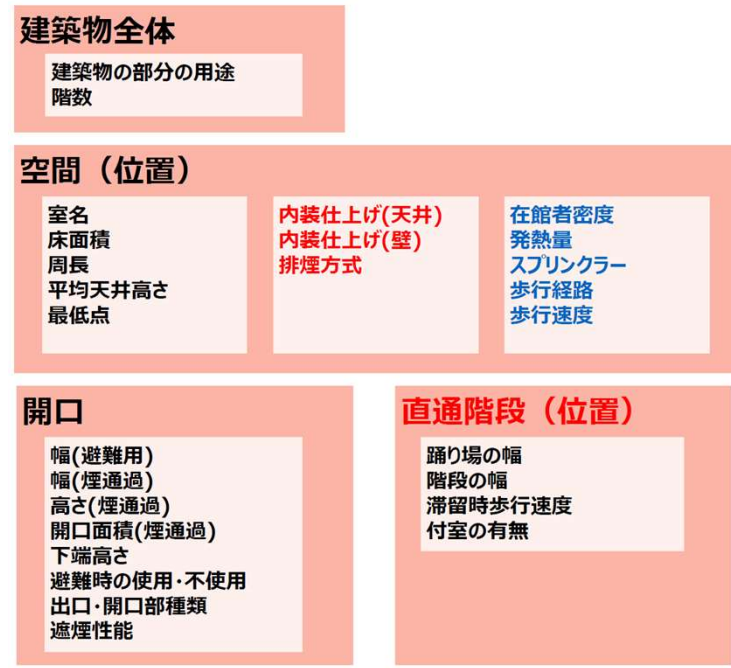 建築物全体
建築物の部分の用途
階数
空間（位置）
室名
床面積
周長
平均天井高さ
最低点
内装仕上げ(天井)
内装仕上げ(壁)
排煙方式
在館者密度
発熱量
スプリンクラー
歩行経路
歩行速度
開口
幅(避難用)
幅(煙通過)
高さ(煙通過)
開口面積(煙通過)
下端高さ
避難時の使用･不使用
出口･開口部種類
遮煙性能
直通階段（位置）
踊り場の幅
階段の幅
滞留時歩行速度
付室の有無